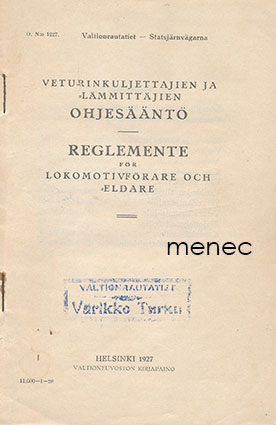 O. N:o 1227. Valtionrautatiet — Statsjärnvägarna
VETURINKULJETTAJIEN JA
LÄMMITTÄJIEN
OHJESÄÄNTÖ
REGLEMENTE
FÖR
LOKOMOTIVFÖRARE OCH
ELDARE
menec
VALTIONRAUTATIET
Varikko Turku
HELSINKI 1927
VALTIONEUVOSTON KIRJAPAINO